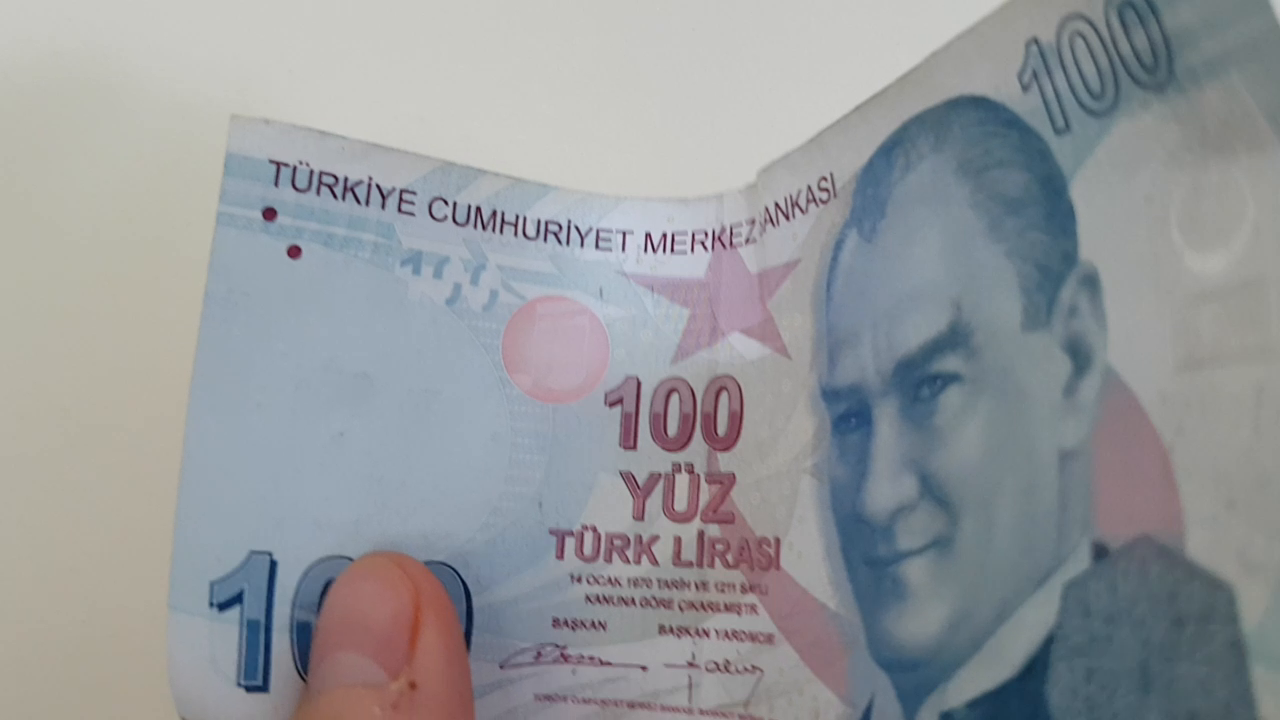 100
TÜRKİYE CUMHURİYET MERKEZ BANKASI
100
YÜZ
TÜRK LİRASI
14 OCAK 1970 TARİH VE 1211 SAYILI
KANUNA GÖRE ÇIKARILMIŞTIR
BAŞKAN BAŞKAN YARDIMCISI